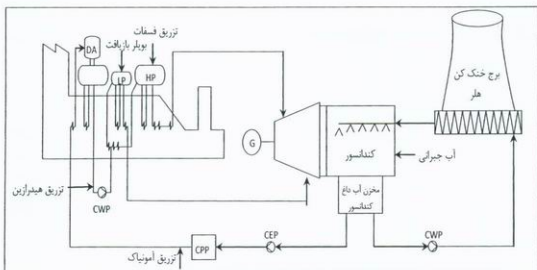 تزریق فسفات
بویلر بازیافت
DA
LP
HP
برج خنک کن
هلر
G
کندانسور
آب جبرانی
مخزن آب داغ
کندانسور
تزریق هیدرازین
CWP
CEP
CWP
CPP
تزریق آمونیاک